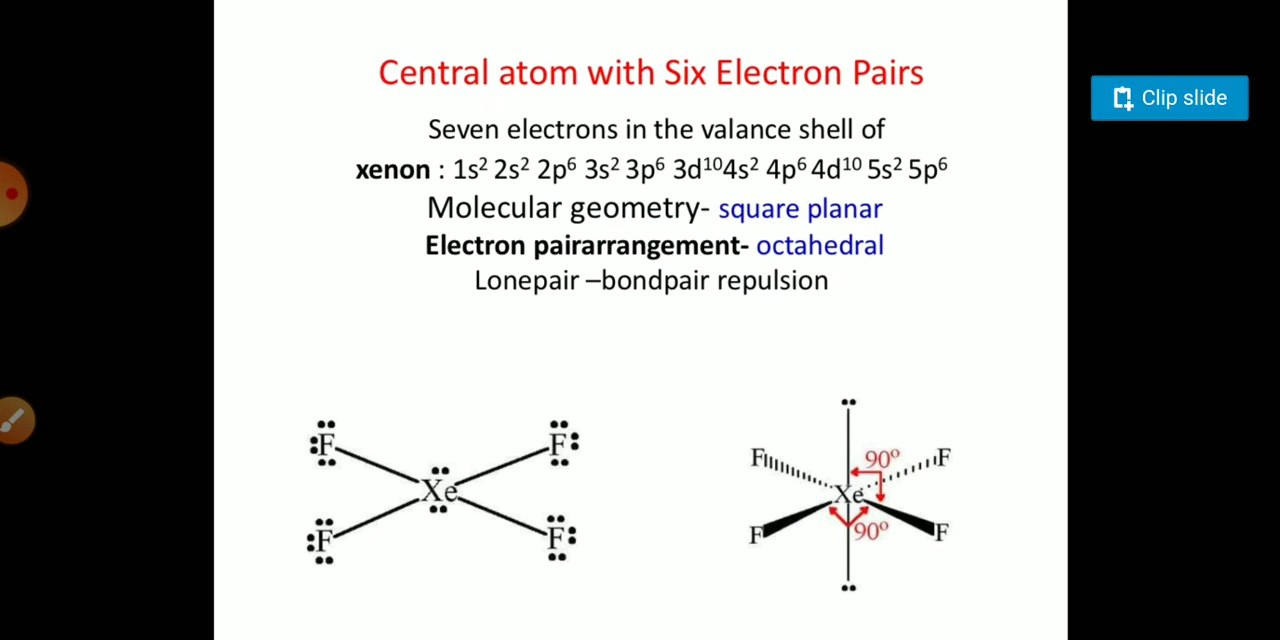 Central atom with Six Electron Pairs
Clip slide
Seven electrons in the valance shell of
xenon : 1s² 2s² 2p⁶ 3s² 3p⁶ 3d¹⁰4s² 4p⁶ 4d¹⁰ 5s² 5p⁶
Molecular geometry- square planar
Electron pairarrangement- octahedral
Lonepair –bondpair repulsion
F F
Xe
F F
F 90º F
Xe
F 90º F